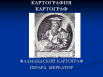 КАРТОГРАФИЯ
КАРТОГРАФ
ФЛАМАНДСКИЙ КАРТОГРАФ
ГЕРАРД МЕРКАТОР